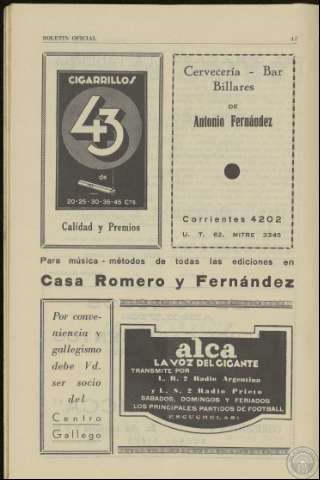 BOLETIN OFICIAL
CIGARRILLOS
43
de
20-25-30-35-45 Cts.
Calidad y Premios
Cervecería - Bar
Billares
DE
Antonio Fernández
Corrientes 4202
U. T. 62, MITRE 3345
Para música - métodos de todas las ediciones en
Casa Romero y Fernández
Por conve-
niencia y
gallegismo
debe Vd.
ser socio
del
Centro
Gallego
alca
LA VOZ DEL GIGANTE
TRANSMITE POR
L. R. 2 Radio Argentina
y L. S. 2 Radio Prieto
SABADOS, DOMINGOS Y FERIADOS
LOS PRINCIPALES PARTIDOS DE FOOTBALL
ESCUCHOLAS!